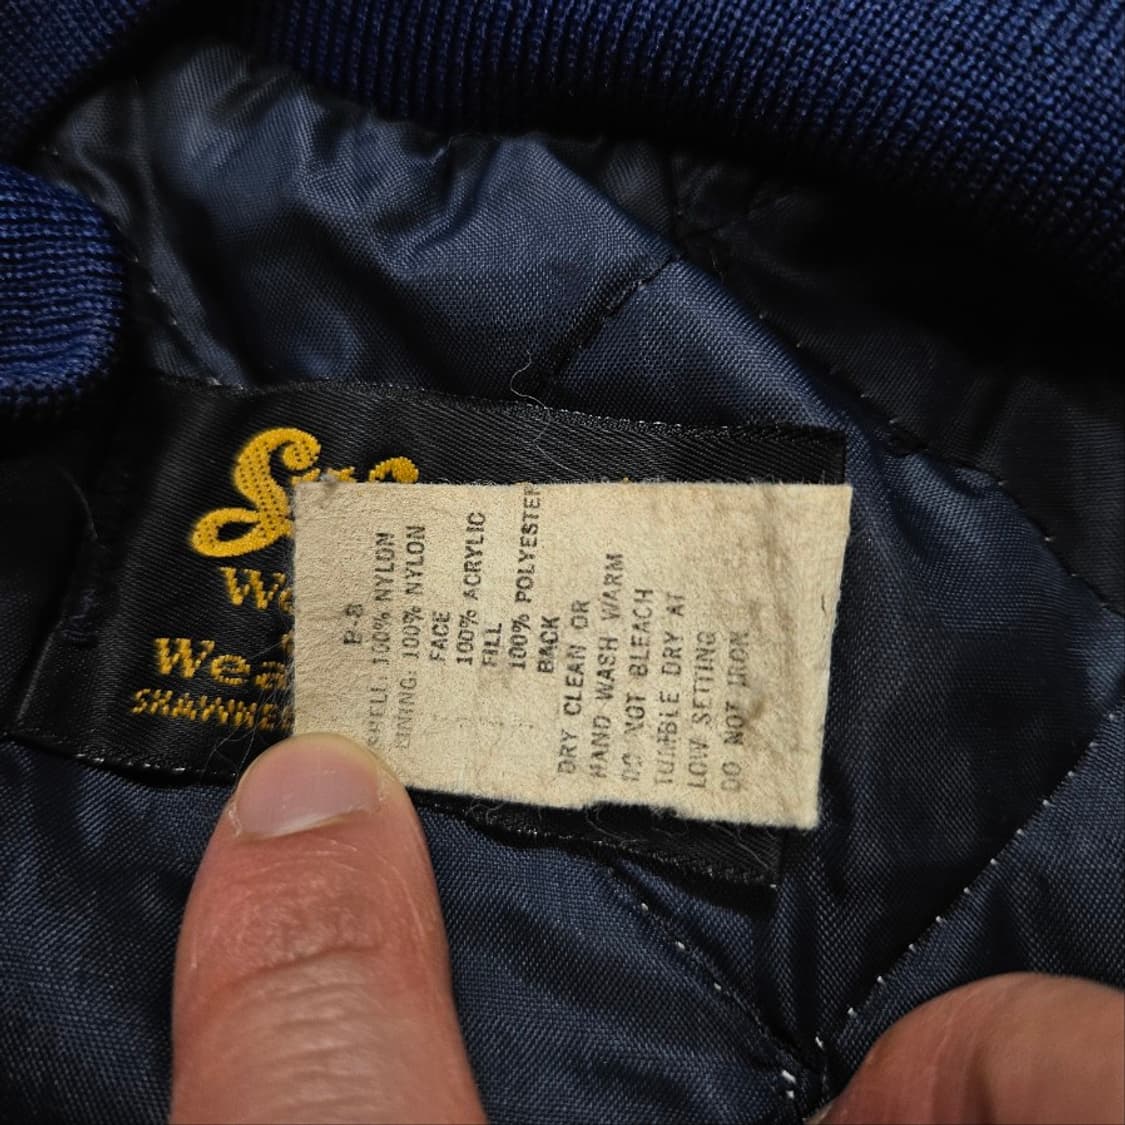 We
Wea
SHAWNEE
P-8
SHELL: 100% NYLON
LINING: 100% NYLON
FACE
100% ACRYLIC
FILL
100% POLYESTER
BACK
DRY CLEAN OR
HAND WASH WARM
DO NOT BLEACH
TUMBLE DRY AT
LOW SETTING
DO NOT IRON